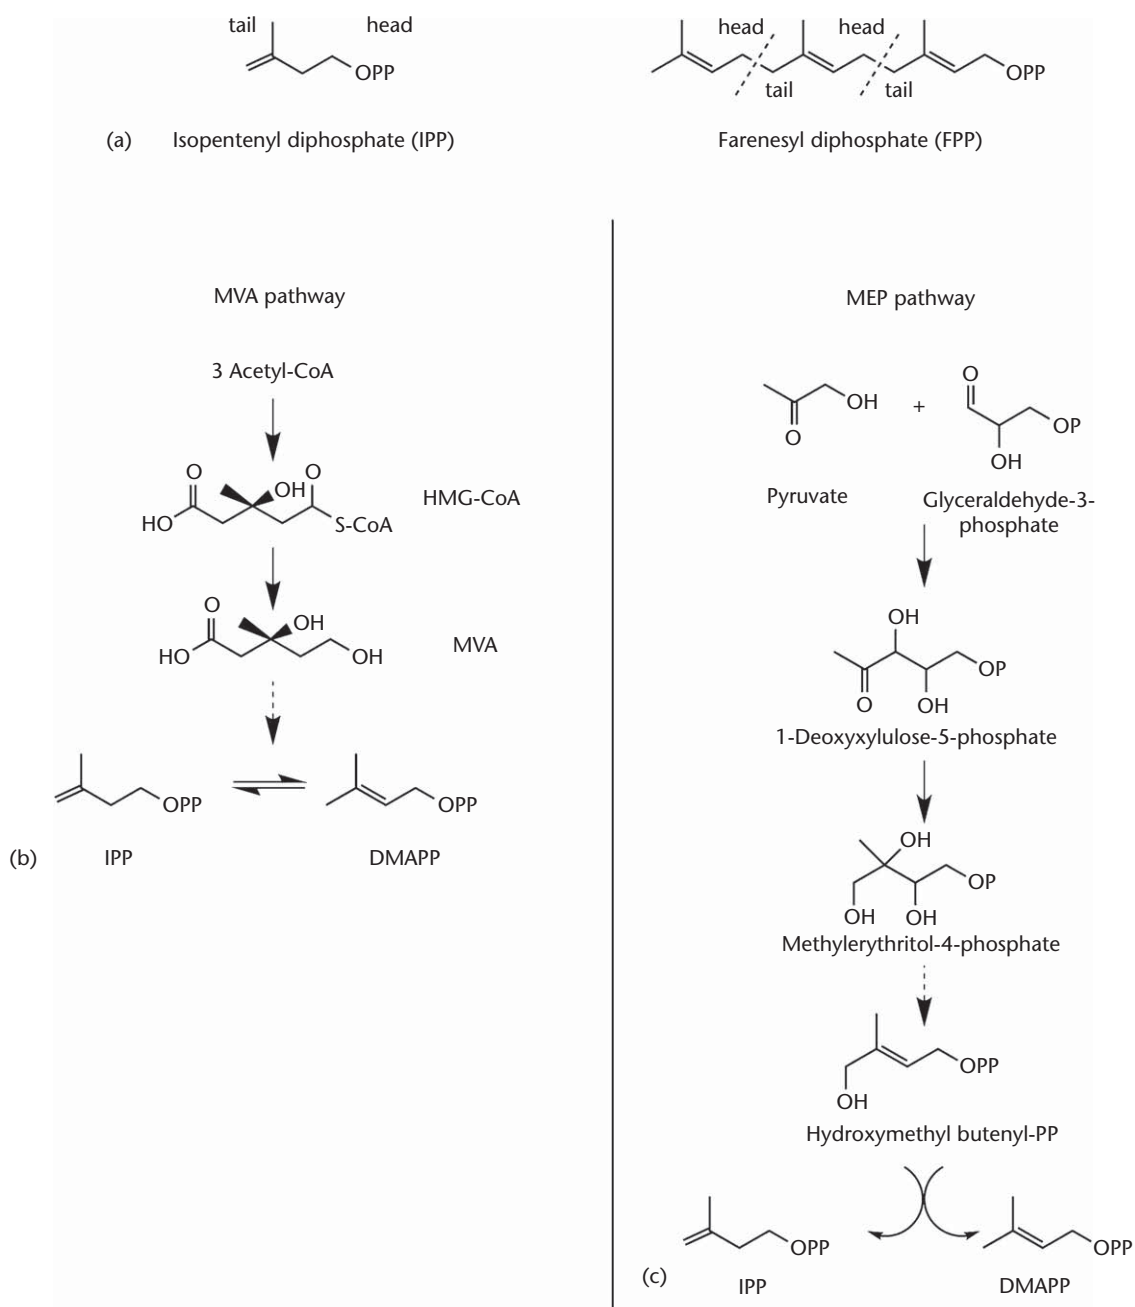 tail head
OPP
(a) Isopentenyl diphosphate (IPP)
head head
OPP
tail tail
Farenesyl diphosphate (FPP)
MVA pathway
3 Acetyl-CoA
O O
OH
HMG-CoA
HO S-CoA
O
OH
MVA
HO OH
OPP OPP
(b) IPP DMAPP
MEP pathway
O
OH + OP
O OH
Pyruvate Glyceraldehyde-3-
phosphate
OH
OP
O OH
1-Deoxyxylulose-5-phosphate
OH
OP
OH OH
Methylerythritol-4-phosphate
OPP
OH
Hydroxymethyl butenyl-PP
OPP OPP
(c) IPP DMAPP